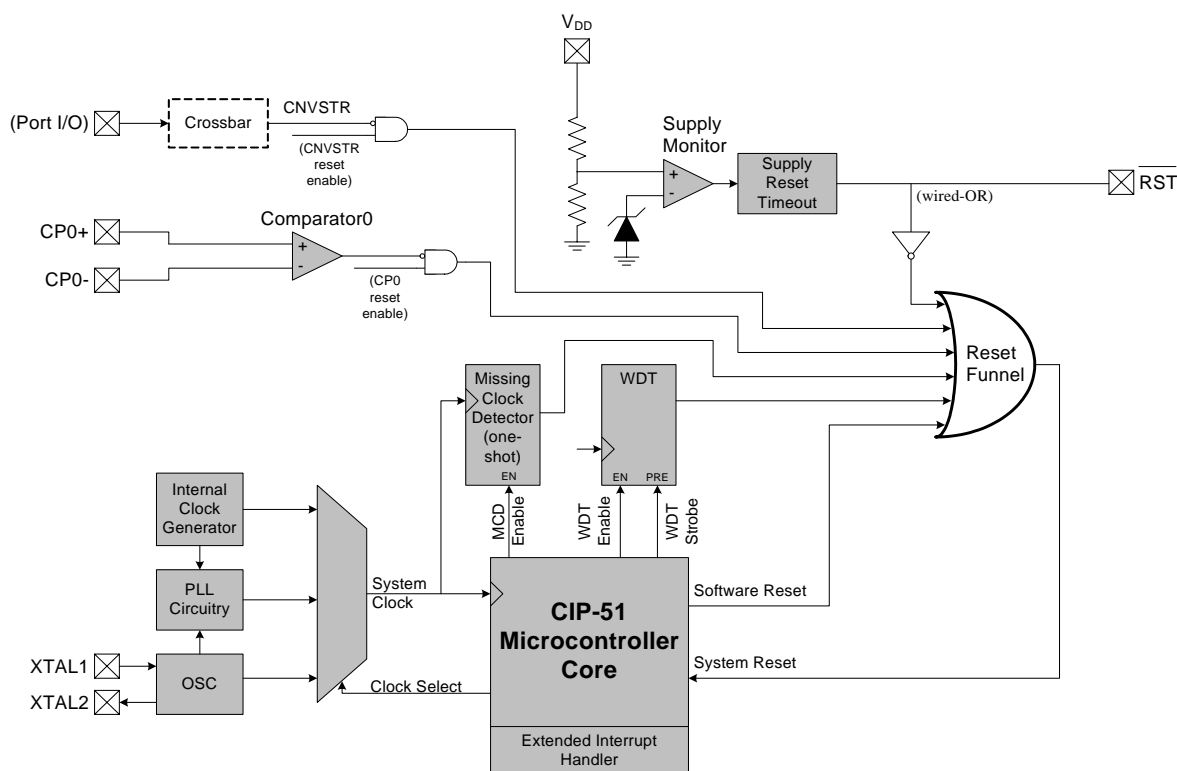 VDD
(Port I/O)
Crossbar
CNVSTR
(CNVSTR
reset
enable)
Supply
Monitor
+
-
Supply
Reset
Timeout
(wired-OR)
RST
CP0+
CP0-
Comparator0
+
-
(CP0
reset
enable)
Reset
Funnel
Missing
Clock
Detector
(one-
shot)
EN
WDT
EN
PRE
MCD
Enable
WDT
Enable
WDT
Strobe
Internal
Clock
Generator
PLL
Circuitry
OSC
XTAL1
XTAL2
System
Clock
Clock Select
CIP-51
Microcontroller
Core
Software Reset
System Reset
Extended Interrupt
Handler